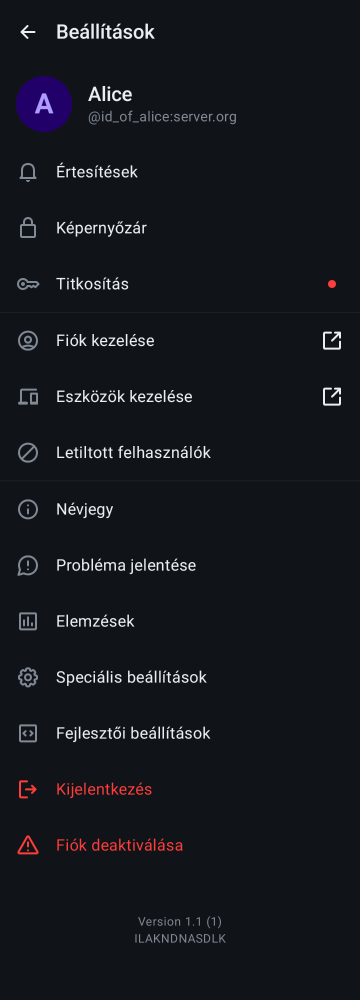 Beállítások
A
Alice
@id_of_alice:server.org
Értesítések
Képernyőzár
Titkosítás
Fiók kezelése
Eszközök kezelése
Letiltott felhasználók
Névjegy
Probléma jelentése
Elemzések
Speciális beállítások
Fejlesztői beállítások
Kijelentkezés
Fiók deaktiválása
Version 1.1 (1)
ILAKNDNASDLK